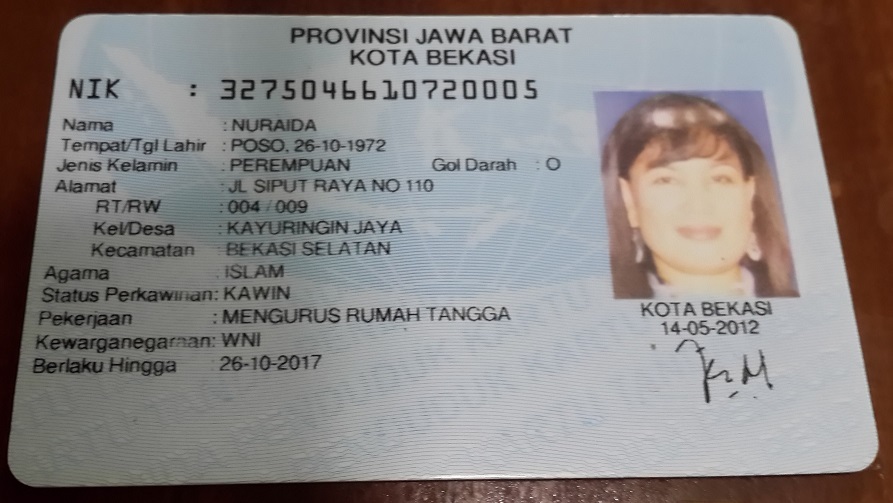 PROVINSI JAWA BARAT
KOTA BEKASI
NIK : 3275046610720005
Nama : NURAIDA
Tempat/Tgl Lahir : POSO, 26-10-1972
Jenis Kelamin : PEREMPUAN Gol Darah : O
Alamat : JL SIPUT RAYA NO 110
RT/RW : 004 / 009
Kel/Desa : KAYURINGIN JAYA
Kecamatan : BEKASI SELATAN
Agama : ISLAM
Status Perkawinan: KAWIN
Pekerjaan : MENGURUS RUMAH TANGGA
Kewarganegaraan: WNI
Berlaku Hingga : 26-10-2017
KOTA BEKASI
14-05-2012